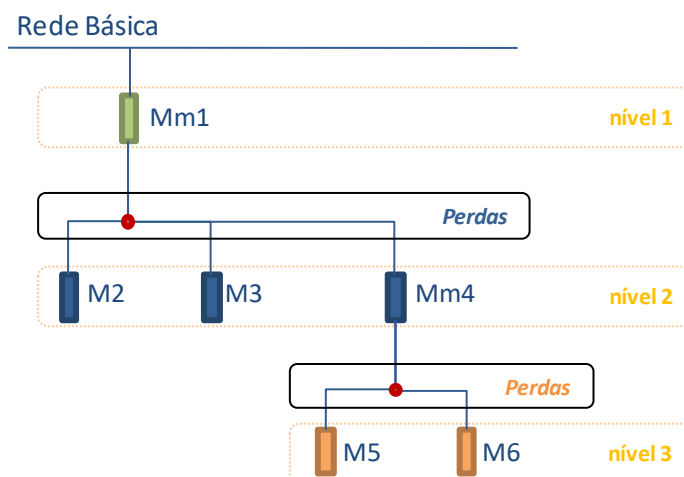 Rede Básica
Mm1
nível 1
Perdas
M2
M3
Mm4
nível 2
Perdas
M5
M6
nível 3